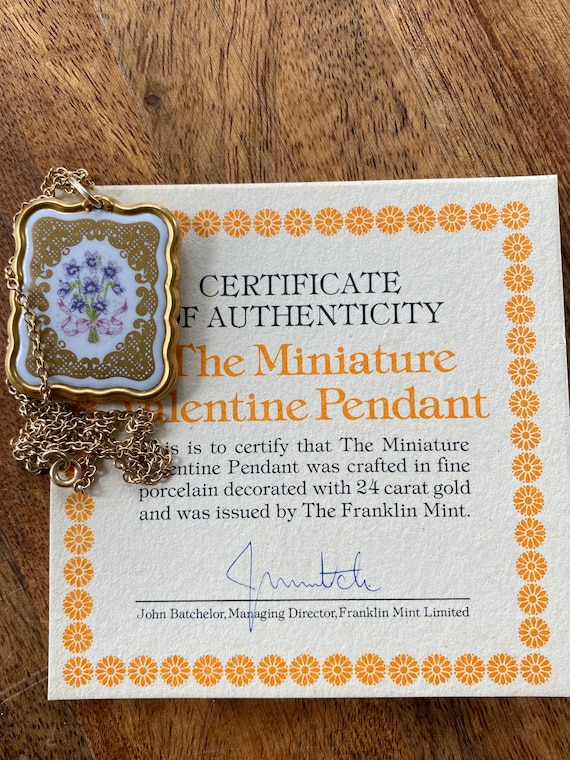 CERTIFICATE
F AUTHENTICITY
The Miniature
alentine Pendant
is is to certify that The Miniature
lentine Pendant was crafted in fine
porcelain decorated with 24 carat gold
and was issued by The Franklin Mint.
John Batchelor, Managing Director, Franklin Mint Limited